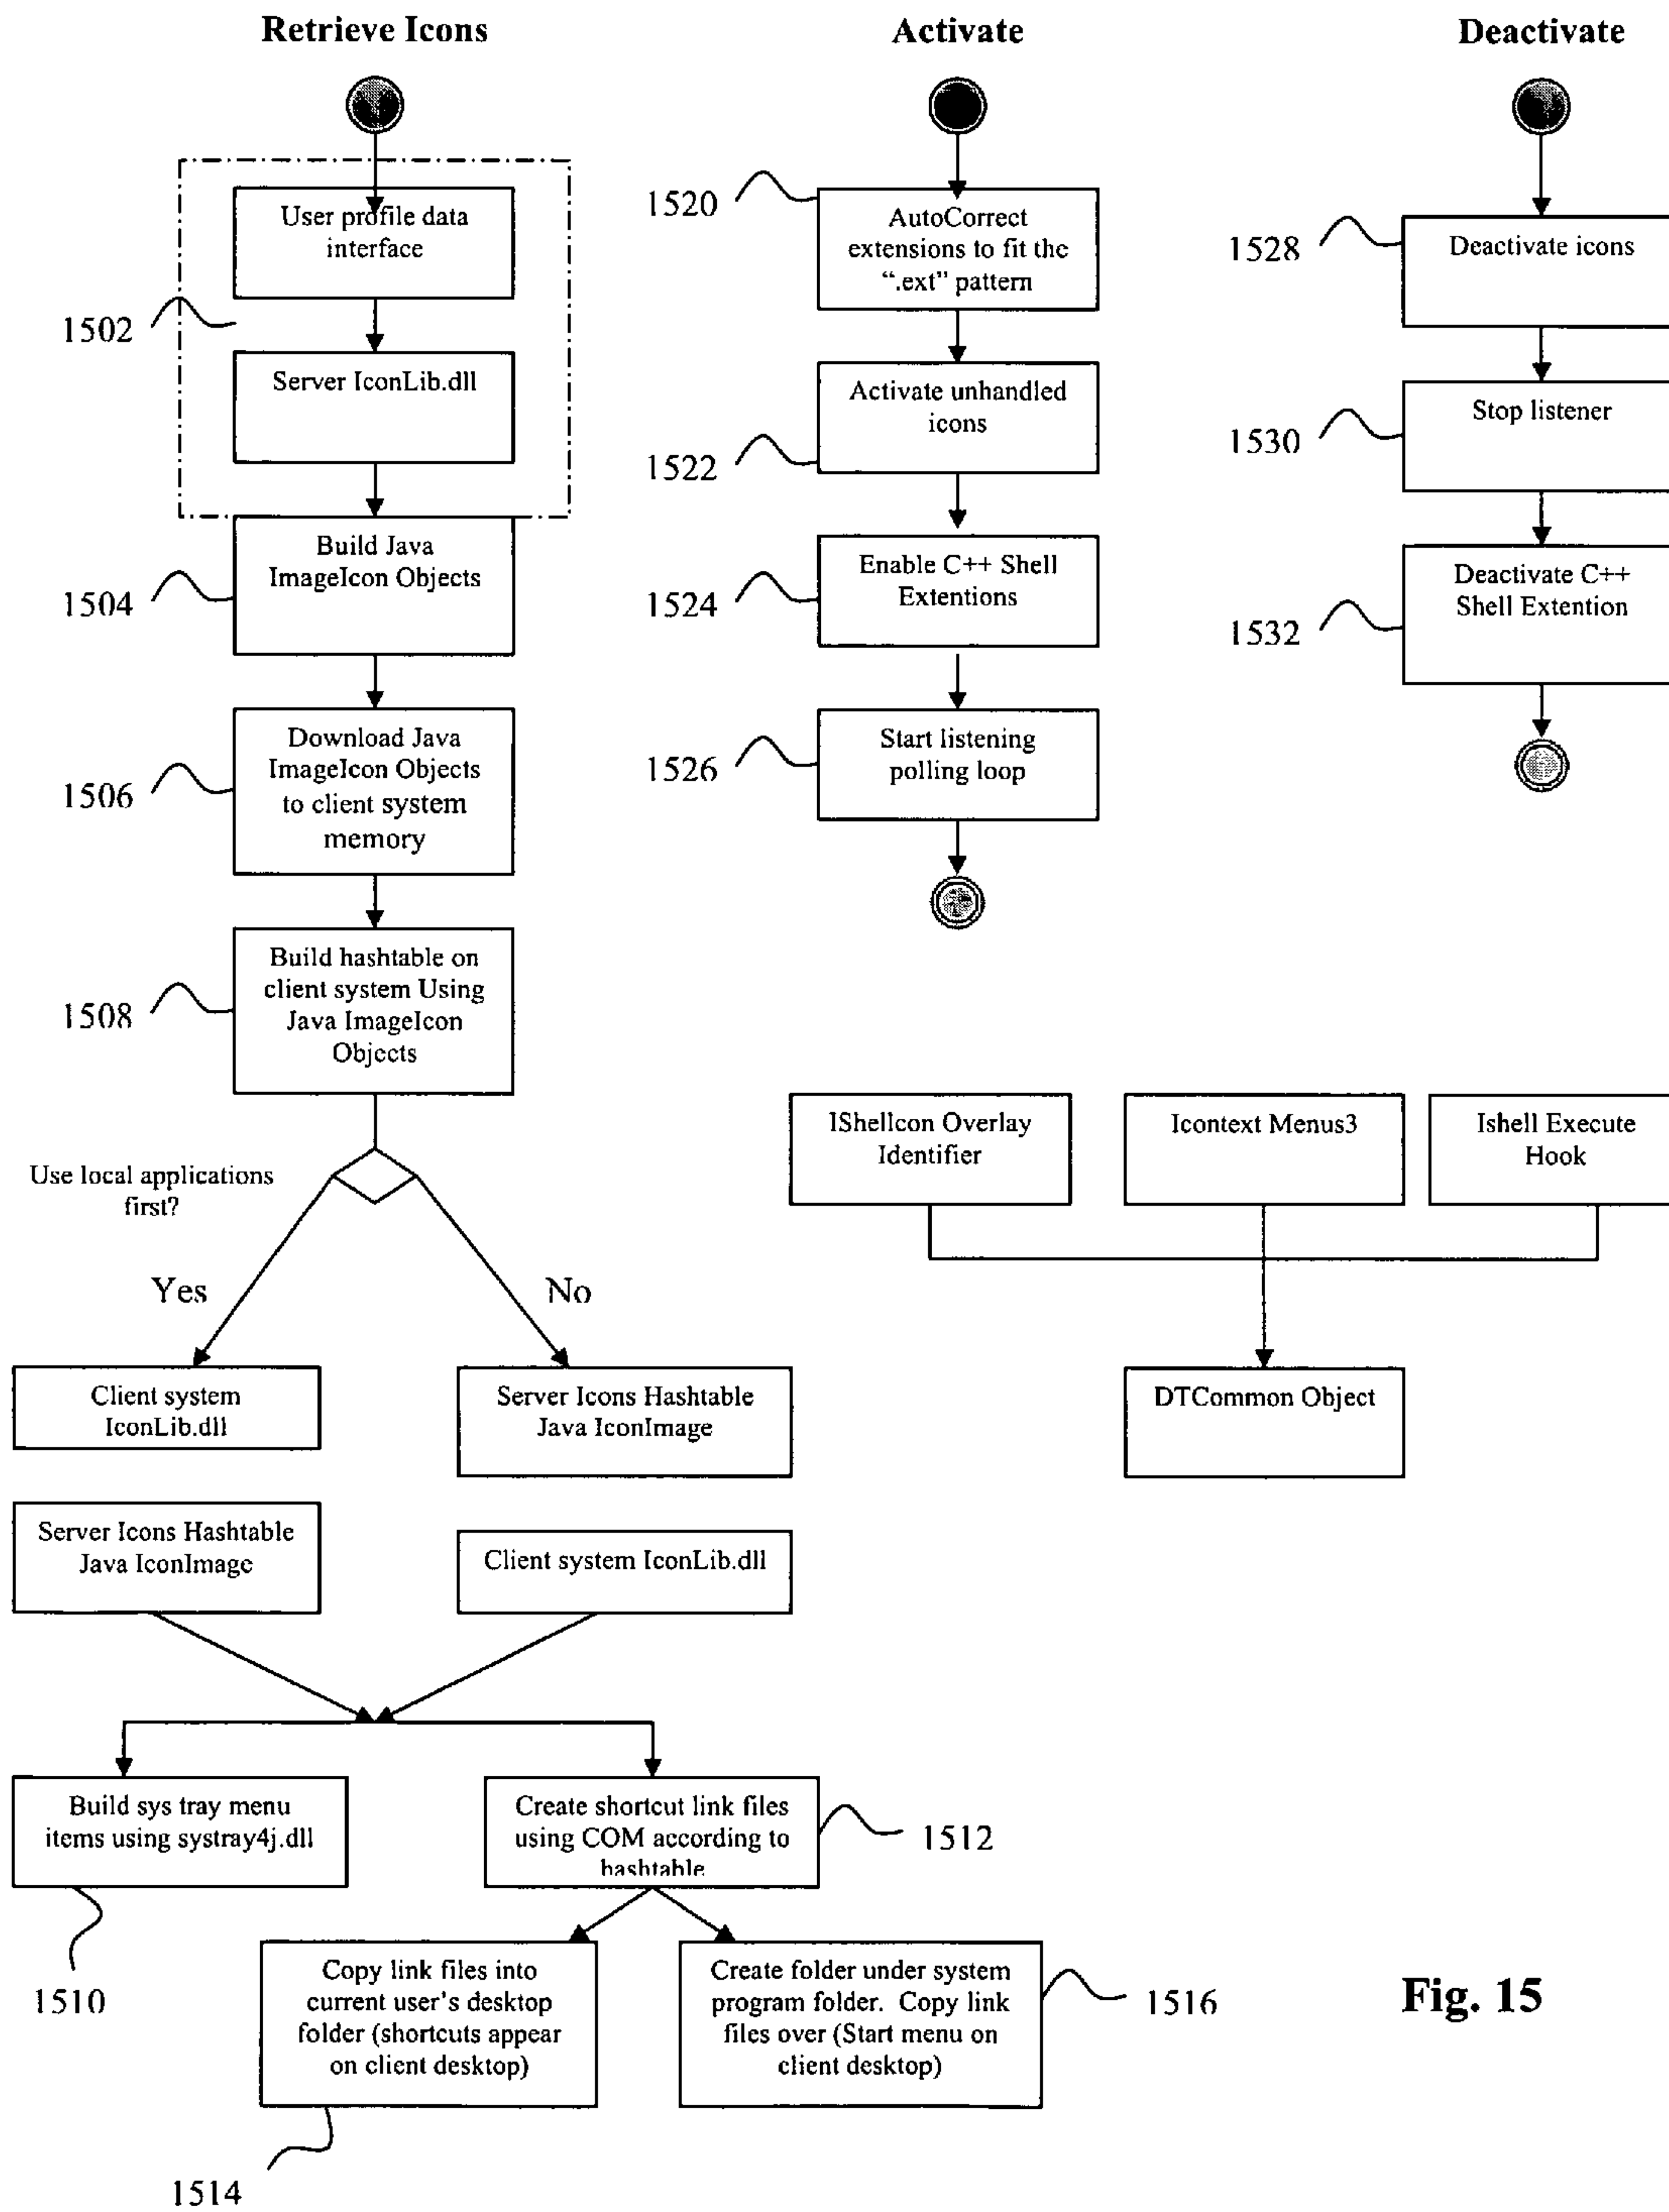 Retrieve Icons
Activate
Deactivate
User profile data
interface
1502
Server IconLib.dll
Build Java
ImageIcon Objects
1504
Download Java
ImageIcon Objects
to client system
memory
1506
Build hashtable on
client system Using
Java ImageIcon
Objects
1508
Use local applications
first?
Yes
No
Client system
IconLib.dll
Server Icons Hashtable
Java IconImage
Server Icons Hashtable
Java IconImage
Client system IconLib.dll
Build sys tray menu
items using systray4j.dll
1510
Create shortcut link files
using COM according to
hashtable
1512
Copy link files into
current user's desktop
folder (shortcuts appear
on client desktop)
1514
Create folder under system
program folder. Copy link
files over (Start menu on
client desktop)
1516
1520
AutoCorrect
extensions to fit the
“.ext” pattern
Activate unhandled
icons
1522
Enable C++ Shell
Extentions
1524
Start listening
polling loop
1526
1528
Deactivate icons
Stop listener
1530
Deactivate C++
Shell Extention
1532
IShellcon Overlay
Identifier
Icontext Menus3
Ishell Execute
Hook
DTCommon Object
Fig. 15